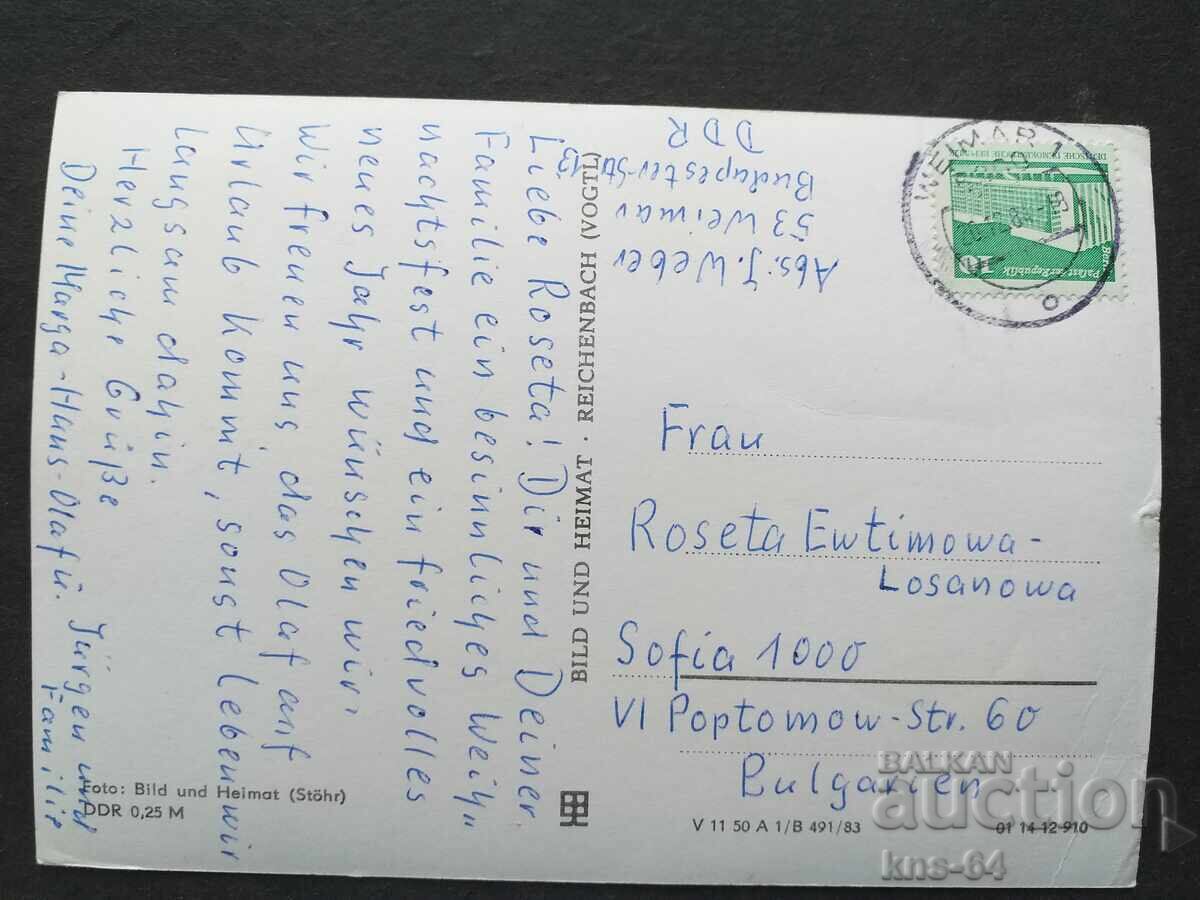 Liebe Roseta! Dir und Deiner
Familie ein besinnliches Weih„
nachtsfest und ein friedvolles
neues Jahr wünschen wir.
Wir freuen uns, das Olaf auf
Urlaub kommt, sonst leben wir
langsam dahin.
Herzliche Grüße
Deine Marga-Hans-Olaf u. Jürgen und
Familie
Foto: Bild und Heimat (Stöhr)
DDR 0,25 M
BILD UND HEIMAT · REICHENBACH (VOGTL)
Abs: J. Weber
53 Weimar
Budapester-Str. 13
DDR
WEIMAR 1
DEUTSCHE DEMOKRATISCHE REPUBLIK
Palast der Republik
10
Frau
Roseta Ewtimowa-
Losanowa
Sofia 1000
VI Poptomow-Str. 60
Bulgarien
V 11 50 A 1/B 491/83
01 14 12 910
BALKAN
auction
kns-64